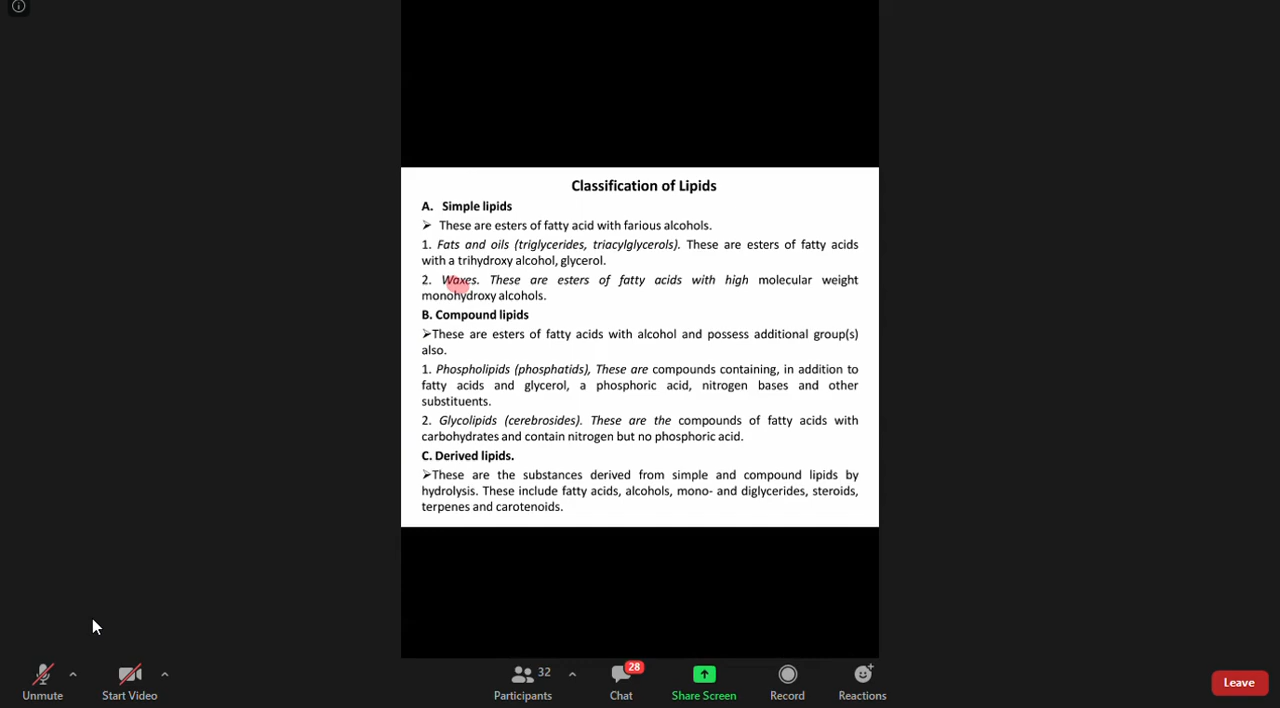 Classification of Lipids
A. Simple lipids
➤ These are esters of fatty acid with farious alcohols.
1. Fats and oils (triglycerides, triacylglycerols). These are esters of fatty acids
with a trihydroxy alcohol, glycerol.
2. Waxes. These are esters of fatty acids with high molecular weight
monohydroxy alcohols.
B. Compound lipids
➤These are esters of fatty acids with alcohol and possess additional group(s)
also.
1. Phospholipids (phosphatids), These are compounds containing, in addition to
fatty acids and glycerol, a phosphoric acid, nitrogen bases and other
substituents.
2. Glycolipids (cerebrosides). These are the compounds of fatty acids with
carbohydrates and contain nitrogen but no phosphoric acid.
C. Derived lipids.
➤These are the substances derived from simple and compound lipids by
hydrolysis. These include fatty acids, alcohols, mono- and diglycerides, steroids,
terpenes and carotenoids.
32
28
Unmute
Start Video
Participants
Chat
Share Screen
Record
Reactions
Leave